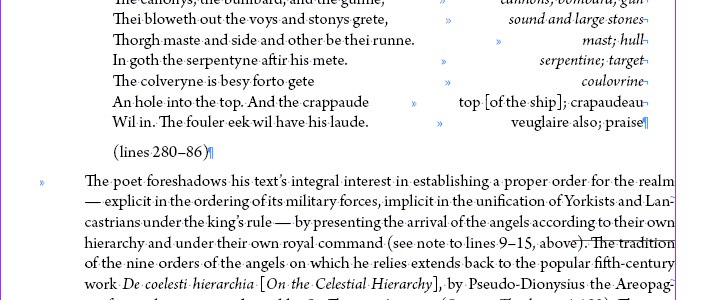 The canonys, the bumbard, and the gunne, cannons; bombard; gun
Thei bloweth out the voys and stonys grete, sound and large stones
Thorgh maste and side and other be thei runne. mast; hull
In goth the serpentyne aftir his mete. serpentine; target
The colveryne is besy forto gete coulovrine
An hole into the top. And the crappaude top [of the ship]; crapaudeau
Wil in. The fouler eek wil have his laude. veuglaire also; praise
(lines 280–86)
The poet foreshadows his text’s integral interest in establishing a proper order for the realm
— explicit in the ordering of its military forces, implicit in the unification of Yorkists and Lan-
castrians under the king’s rule — by presenting the arrival of the angels according to their own
hierarchy and under their own royal command (see note to lines 9–15, above). The tradition
of the nine orders of the angels on which he relies extends back to the popular fifth-century
work De coelesti hierarchia [On the Celestial Hierarchy], by Pseudo-Dionysius the Areopag-